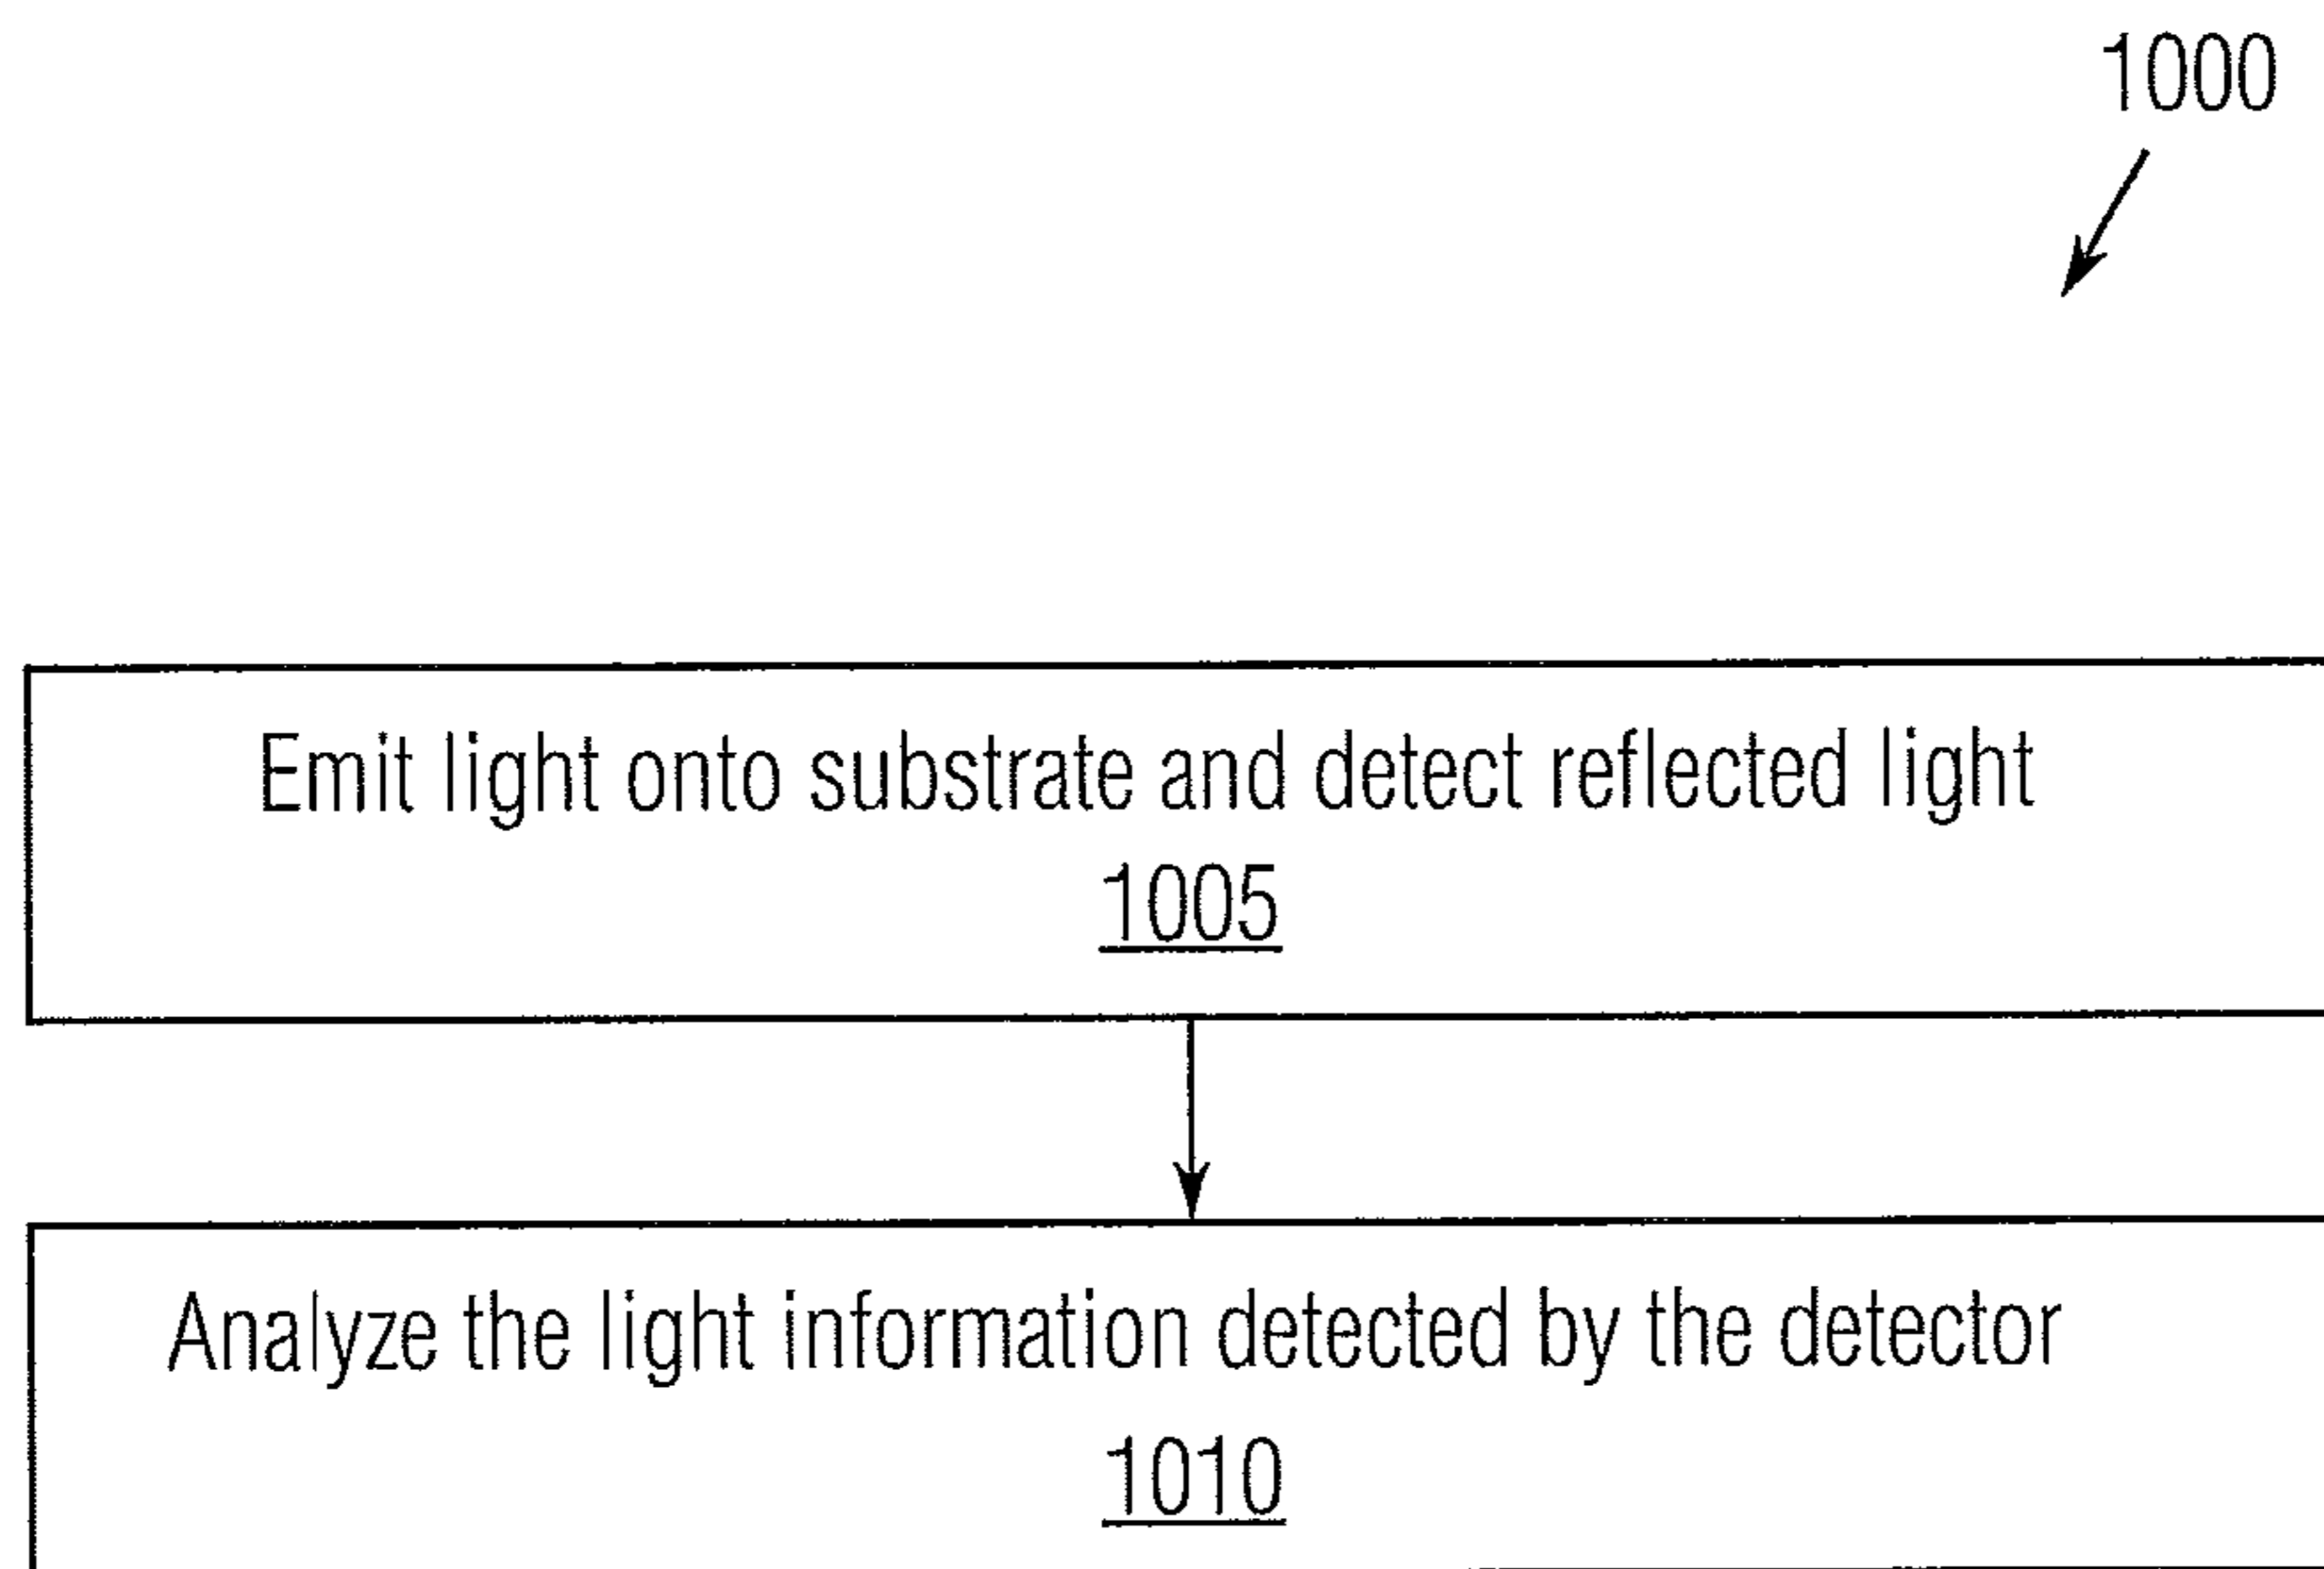 1000
Emit light onto substrate and detect reflected light
1005
Analyze the light information detected by the detector
1010